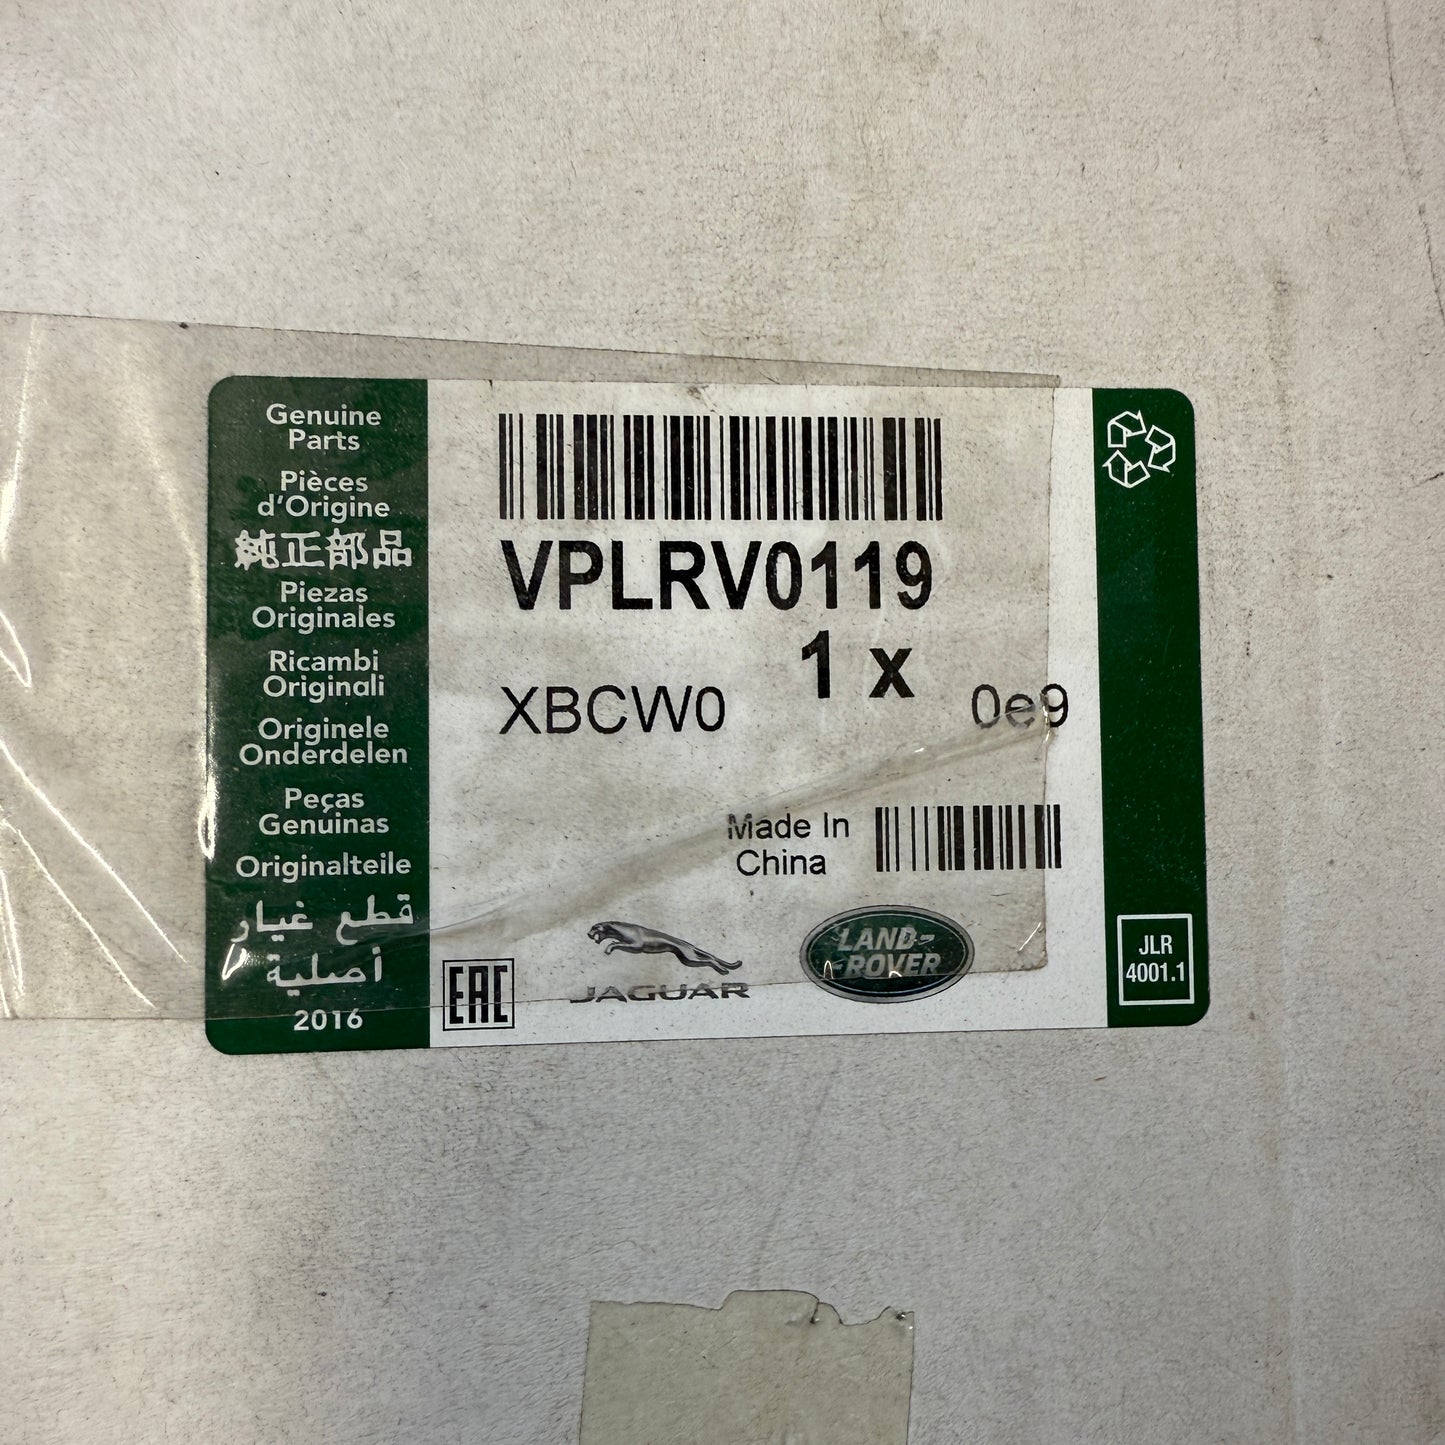 Genuine
Parts
Pièces
d'Origine
純正部品
Piezas
Originales
Ricambi
Originali
Originele
Onderdelen
Peças
Genuinas
Originalteile
قطع غيار
أصلية
2016
VPLRV0119
1 x
XBCW0
0e9
Made In
China
EAC
JAGUAR
LAND-
ROVER
JLR
4001.1